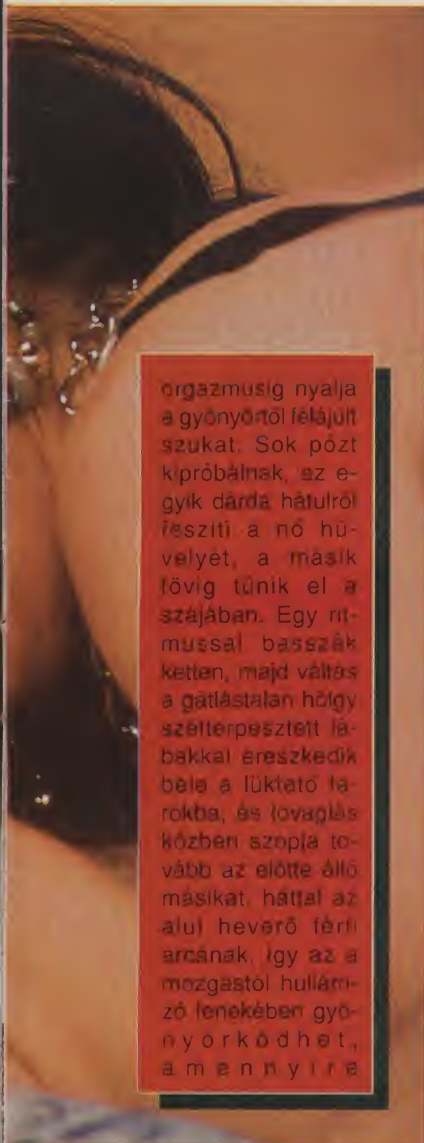 orgazmusig nyalja
a gyönyörtől félájult
szukát. Sok pózt
kipróbálnak, az e-
gyik dárda hátulról
feszíti a nő hü-
velyét, a másik
tövig tűnik el a
szájában. Egy rit-
mussal basszák
ketten, majd váltás
a gátlástalan hölgy
szétterpesztett lá-
bakkal ereszkedik
bele a lüktető fa-
rokba, és lovaglás
közben szopja to-
vább az előtte álló
másikat, háttal az
alul heverő férfi
arcának, így az a
mozgástól hullám-
zó fenekében gyö-
nyörködhet,
amennyire